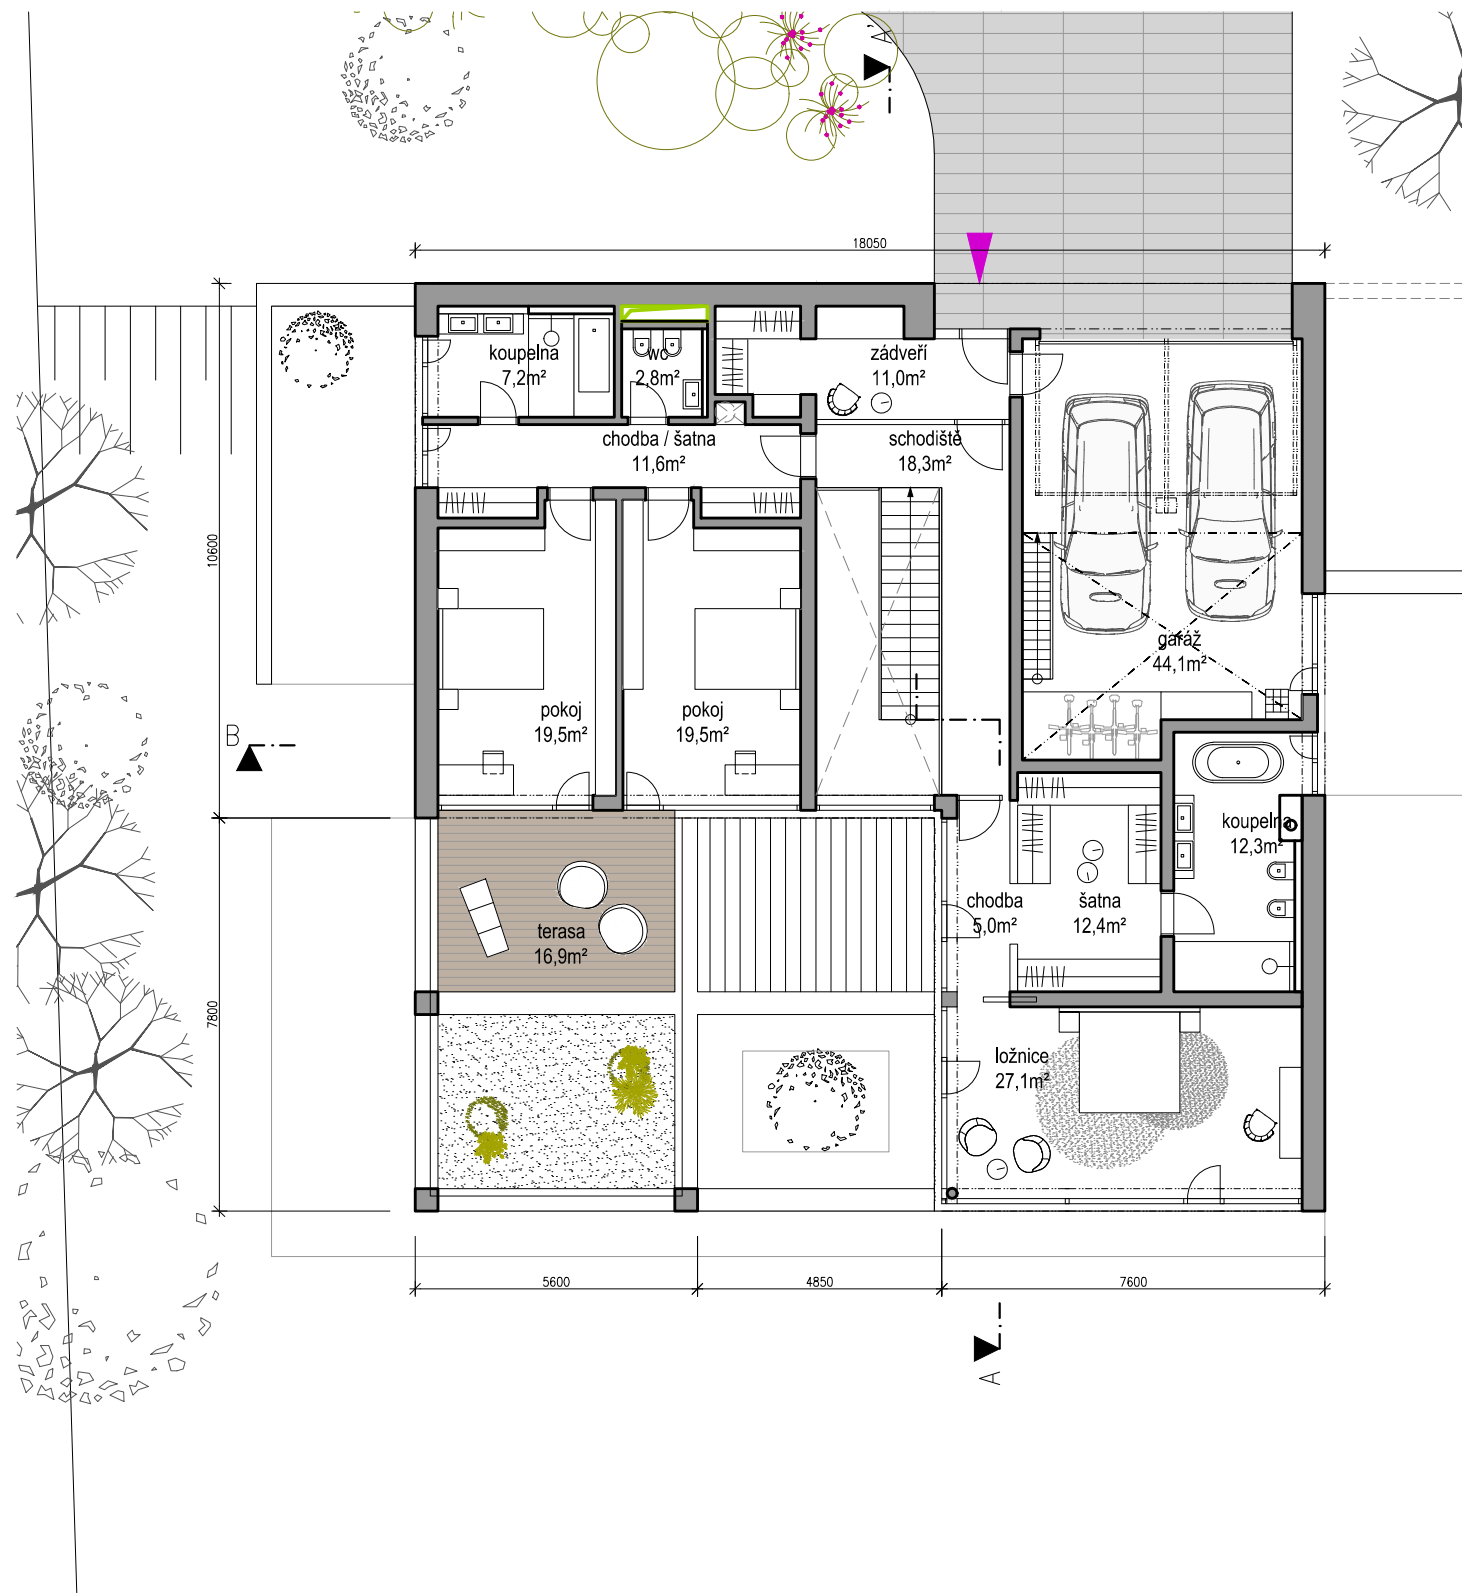 A'
18050
koupelna
7,2m²
wc
2,8m²
zádveří
11,0m²
chodba / šatna
11,6m²
schodiště
18,3m²
10600
garáž
44,1m²
pokoj
19,5m²
pokoj
19,5m²
B
koupelna
12,3m²
chodba
5,0m²
šatna
12,4m²
terasa
16,9m²
7800
ložnice
27,1m²
5600
4850
7600
A